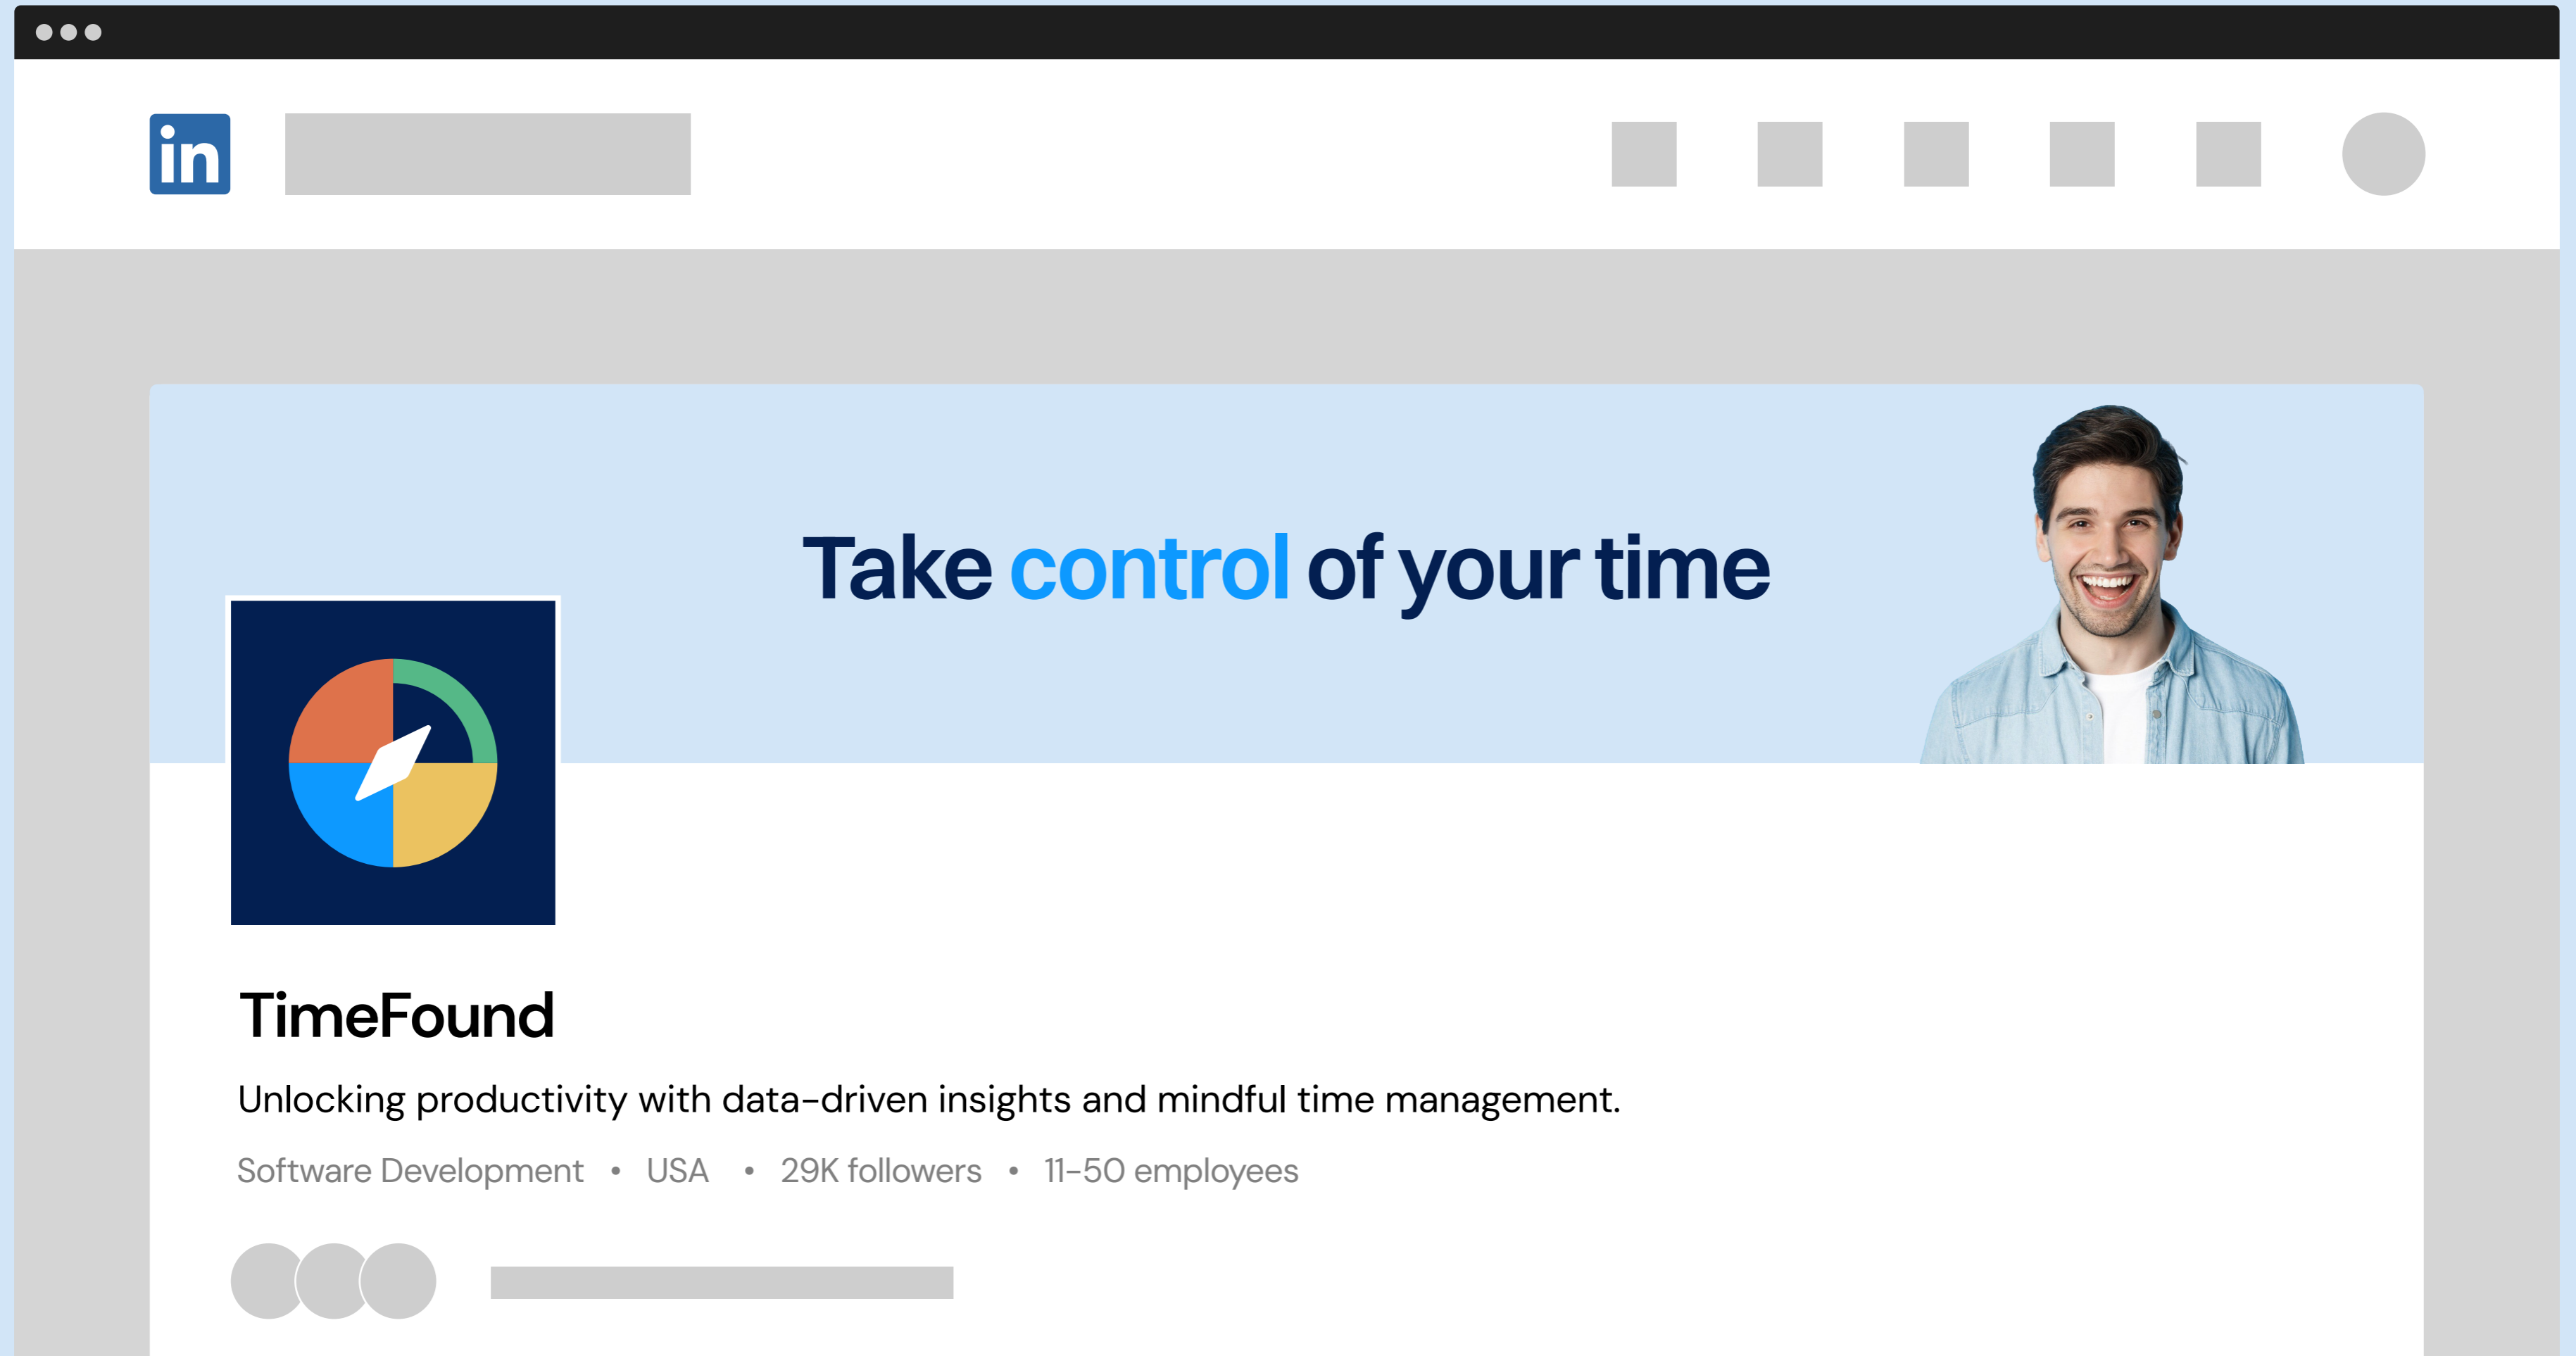 in
Take control of your time
TimeFound
Unlocking productivity with data-driven insights and mindful time management.
Software Development • USA • 29K followers • 11-50 employees